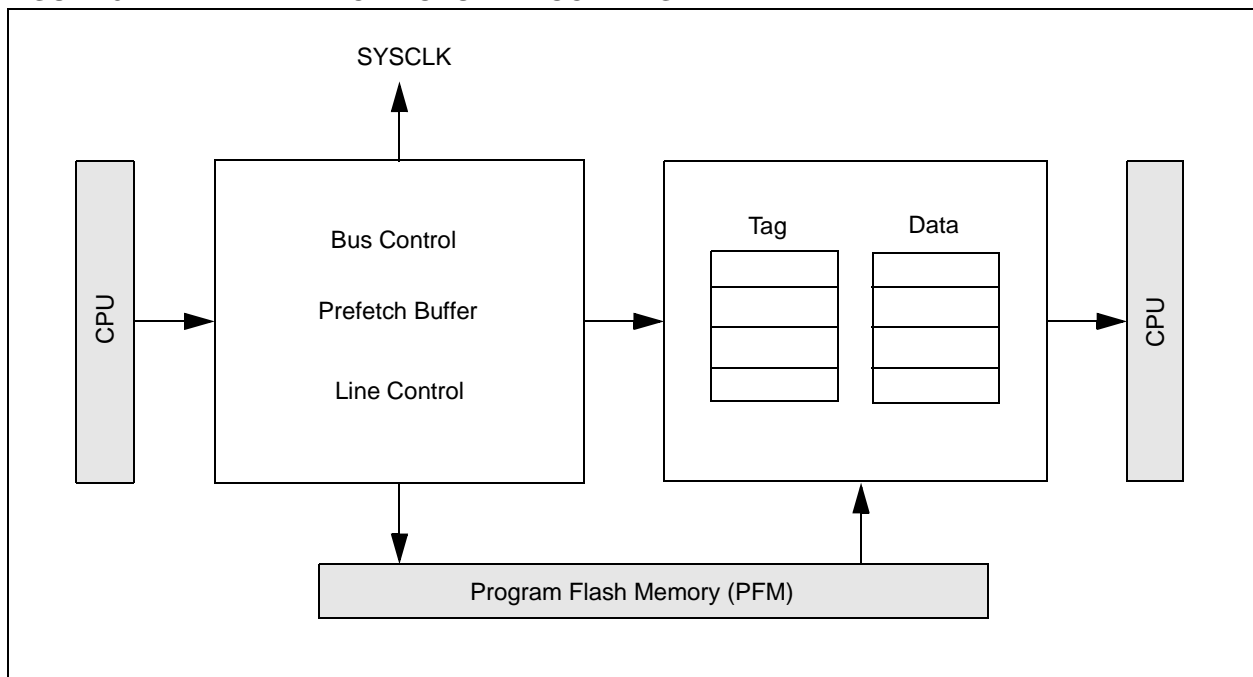 SYSCLK
CPU
Bus Control
Prefetch Buffer
Line Control
Tag
Data
CPU
Program Flash Memory (PFM)